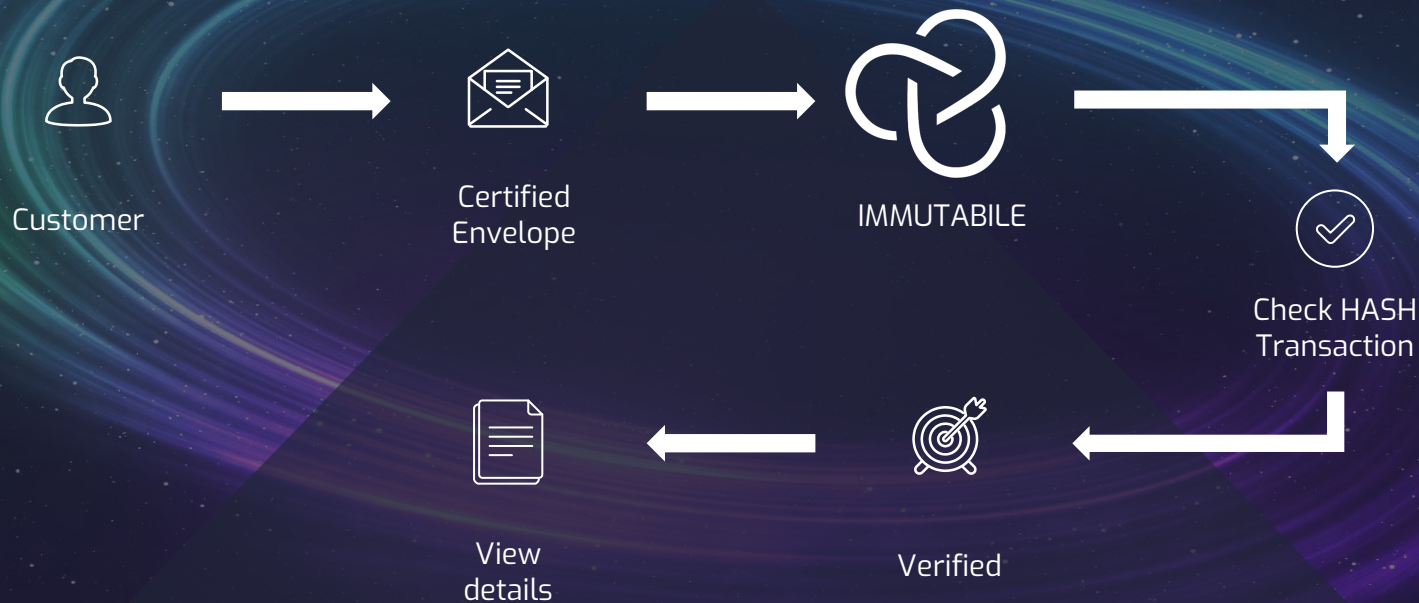 Customer
Certified
Envelope
IMMUTABILE
Check HASH
Transaction
Verified
View
details